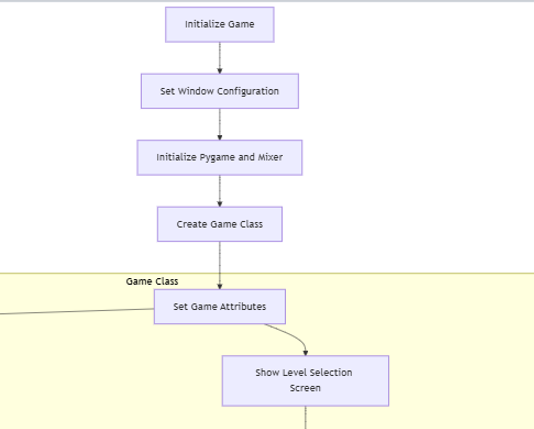 Initialize Game
Set Window Configuration
Initialize Pygame and Mixer
Create Game Class
Game Class
Set Game Attributes
Show Level Selection
Screen